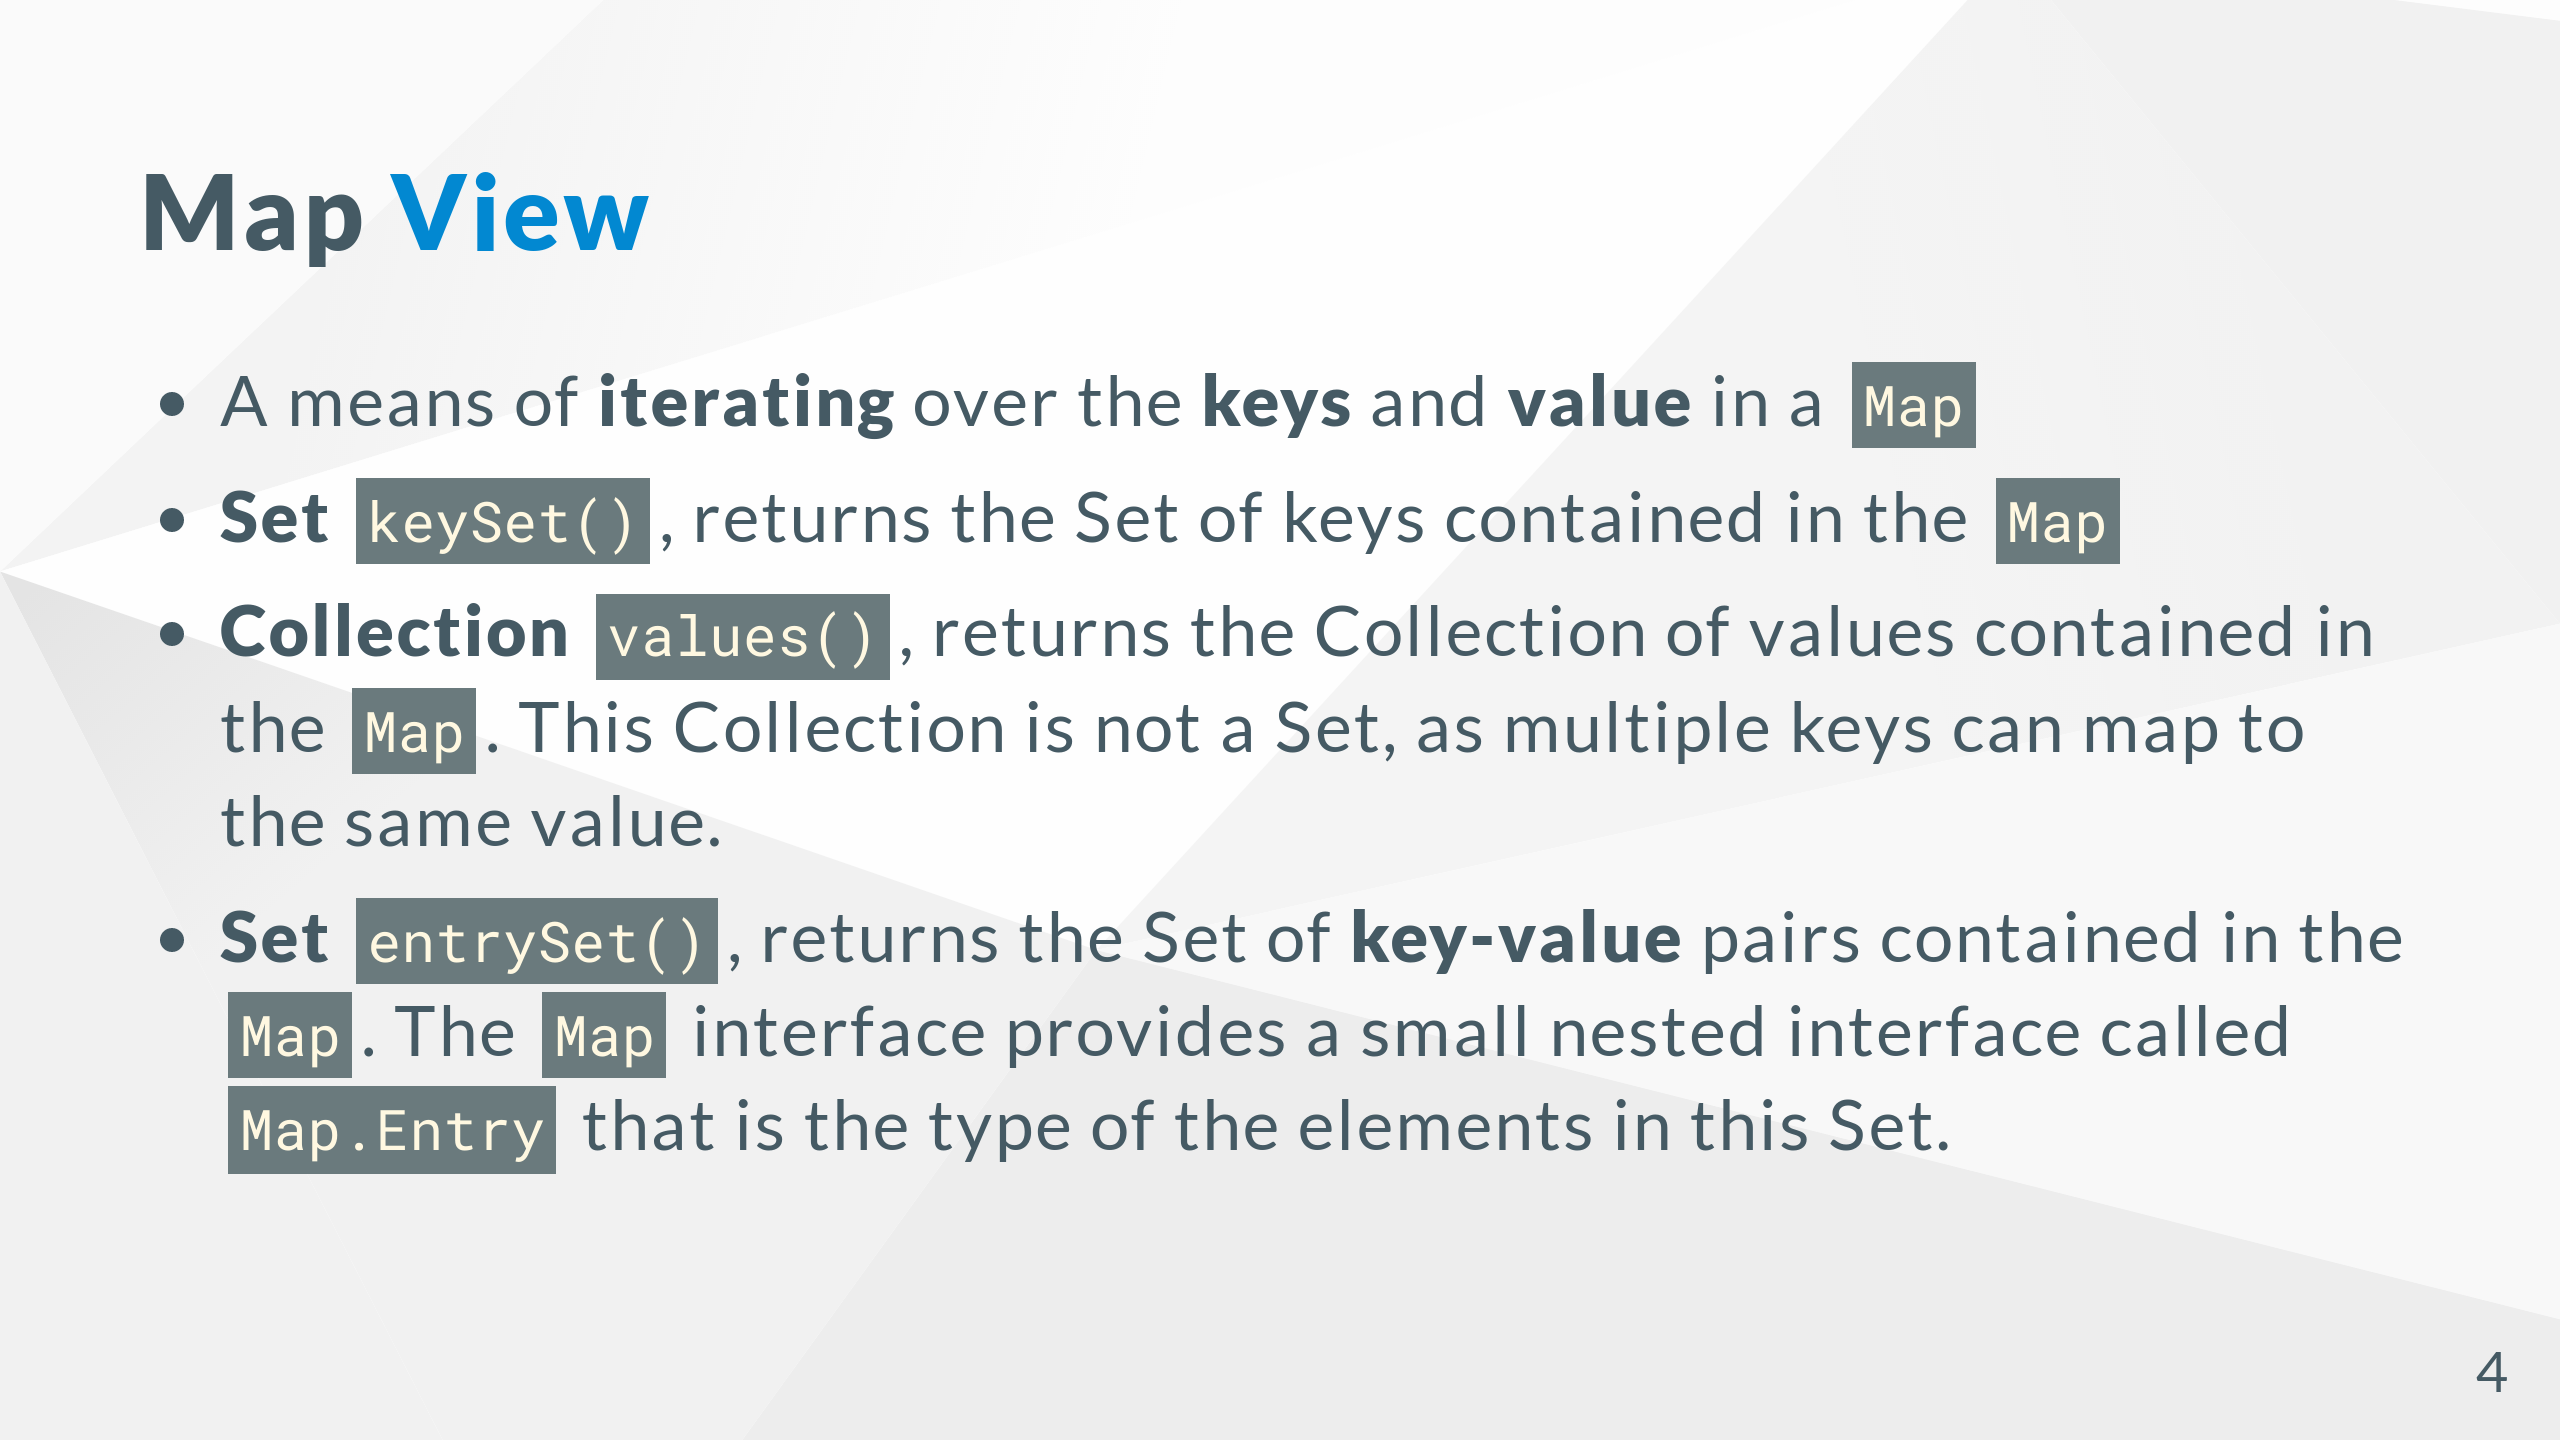 Map View
• A means of iterating over the keys and value in a Map
• Set keySet() , returns the Set of keys contained in the Map
• Collection values() , returns the Collection of values contained in
the Map . This Collection is not a Set, as multiple keys can map to
the same value.
• Set entrySet() , returns the Set of key-value pairs contained in the
Map . The Map interface provides a small nested interface called
Map.Entry that is the type of the elements in this Set.
4